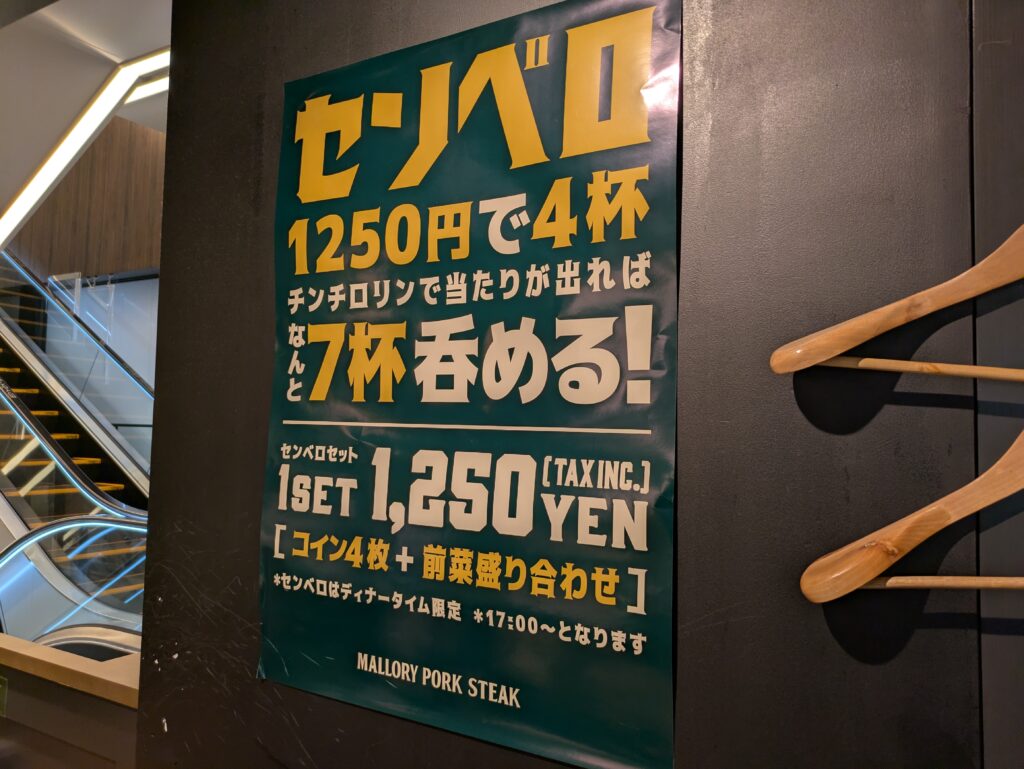 センベロ
1250円で4杯
チンチロリンで当たりが出れば
なんと7杯呑める!
センベロセット
1SET 1,250 YEN [TAX INC.]
[コイン4枚+前菜盛り合わせ]
*センベロはディナータイム限定 *17:00〜となります
MALLORY PORK STEAK